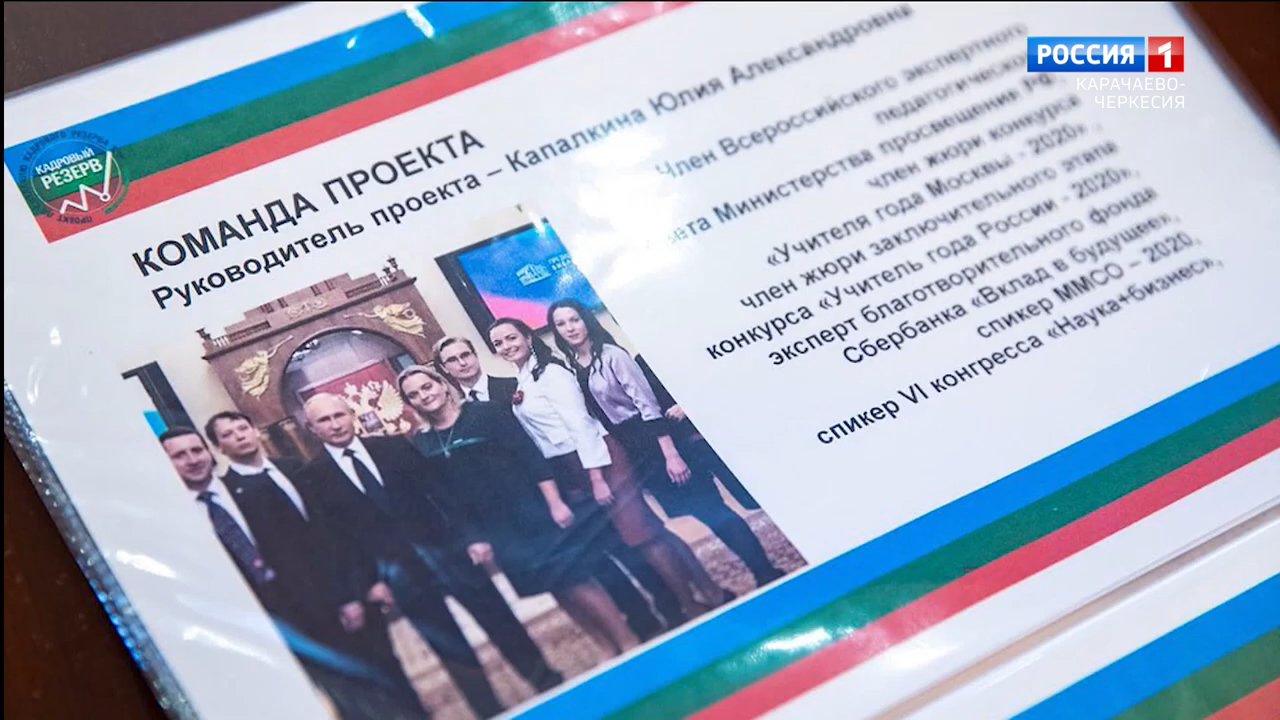 РОССИЯ 1
КАРАЧАЕВО-
ЧЕРКЕСИЯ
КАДРОВЫЙ
РЕЗЕРВ
КОМАНДА ПРОЕКТА
Руководитель проекта – Капалкина Юлия Александровна
Член Всероссийского экспертного
педагогического
Министерства просвещения РФ,
член жюри конкурса
«Учителя года Москвы - 2020»,
член жюри заключительного этапа
конкурса «Учитель года России - 2020»,
эксперт благотворительного фонда
Сбербанка «Вклад в будущее»,
спикер ММСО – 2020,
спикер VI конгресса «Наука+бизнес»,